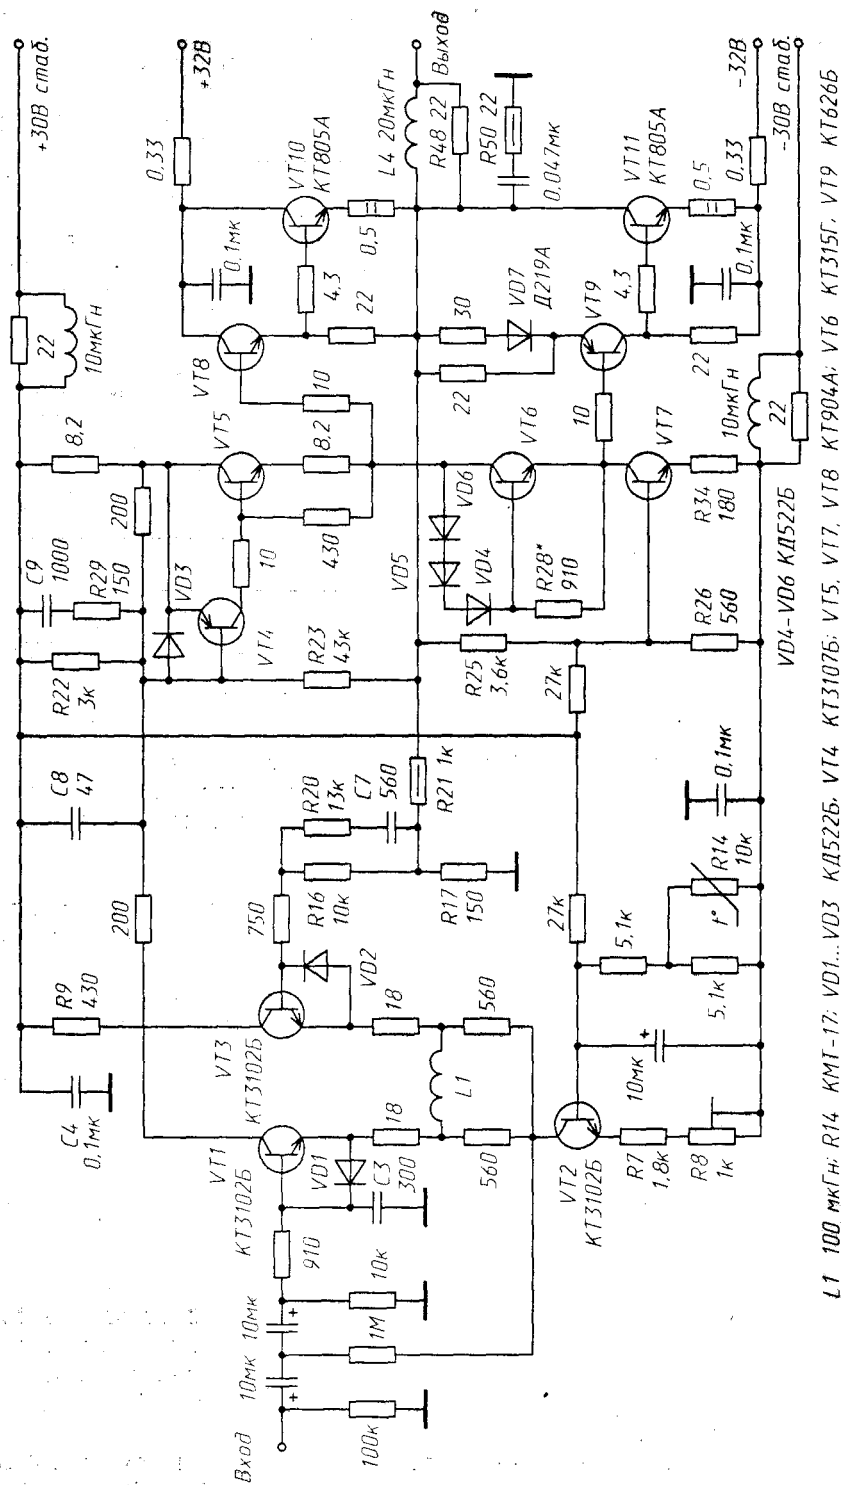 +30В стаб.
+32В
Выход
-32В
-30В стаб.
22
10мкГн
0,33
0,1мк
VT10
КТ805А
0,5
4,3
22
VT8
10
L4 20мкГн
R48 22
R50 22
0,047мк
VT11
КТ805А
0,5
0,33
0,1мк
4,3
30
VD7
Д219А
22
VT9
22
10
10мкГн
22
8,2
200
VT5
8,2
430
10
VT6
VD6
VD5
VD4
R28*
910
VT7
R34
180
C9
1000
R29
150
R22
3к
VD3
VT4
R23
43к
R25
3,6к
R26
560
27к
VD4-VD6 КД522Б
C8
47
200
R20
13к
C7
560
R21 1к
R16
10к
R17
150
750
VD2
R9
430
VT3
КТ3102Б
18
560
L1
27к
5,1к
R14
10к
t°
5,1к
0,1мк
10мк
+
C4
0,1мк
VT1
КТ3102Б
VD1
18
560
C3
300
VT2
КТ3102Б
R7
1,8к
R8
1к
910
10к
10мк
+
1М
10мк
+
100к
Вход
L1 100 мкГн; R14 КМТ-17; VD1...VD3 КД522Б, VT4 КТ3107Б; VT5, VT7, VT8 КТ904А; VT6 КТ315Г, VT9 КТ626Б